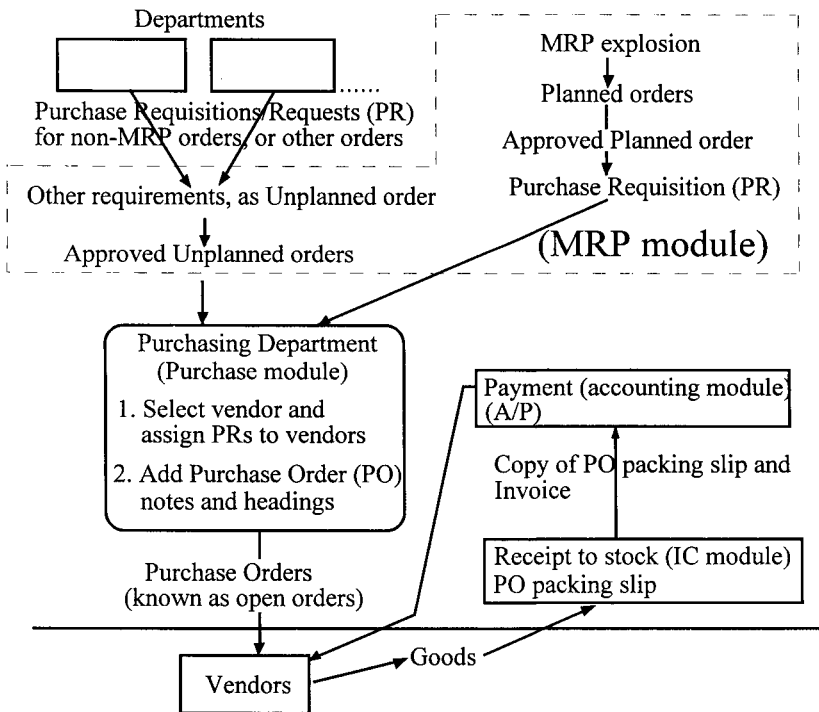 Departments
......
Purchase Requisitions/Requests (PR)
for non-MRP orders, or other orders
Other requirements, as Unplanned order
Approved Unplanned orders
MRP explosion
Planned orders
Approved Planned order
Purchase Requisition (PR)
(MRP module)
Purchasing Department
(Purchase module)
1. Select vendor and
assign PRs to vendors
2. Add Purchase Order (PO)
notes and headings
Purchase Orders
(known as open orders)
Payment (accounting module)
(A/P)
Copy of PO packing slip and
Invoice
Receipt to stock (IC module)
PO packing slip
Goods
Vendors